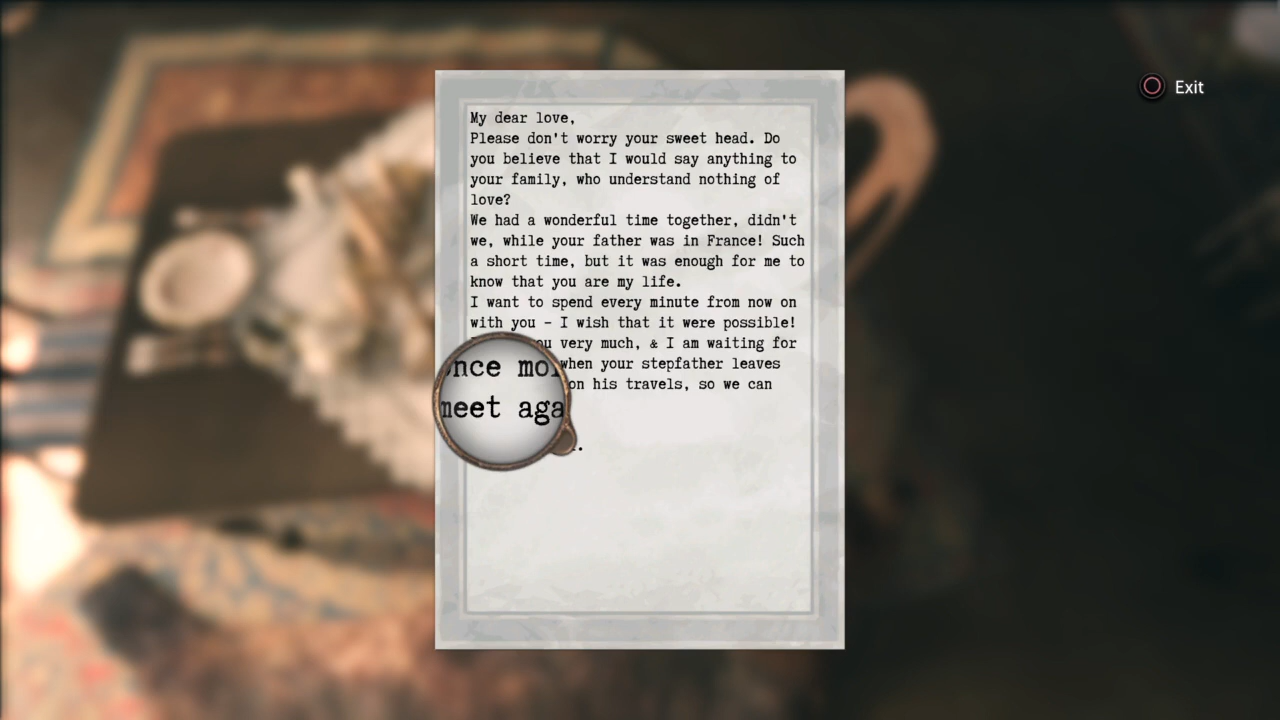 My dear love,
Please don't worry your sweet head. Do
you believe that I would say anything to
your family, who understand nothing of
love?
We had a wonderful time together, didn't
we, while your father was in France! Such
a short time, but it was enough for me to
know that you are my life.
I want to spend every minute from now on
with you – I wish that it were possible!
very much, & I am waiting for
when your stepfather leaves
once more on his travels, so we can
meet again
Exit